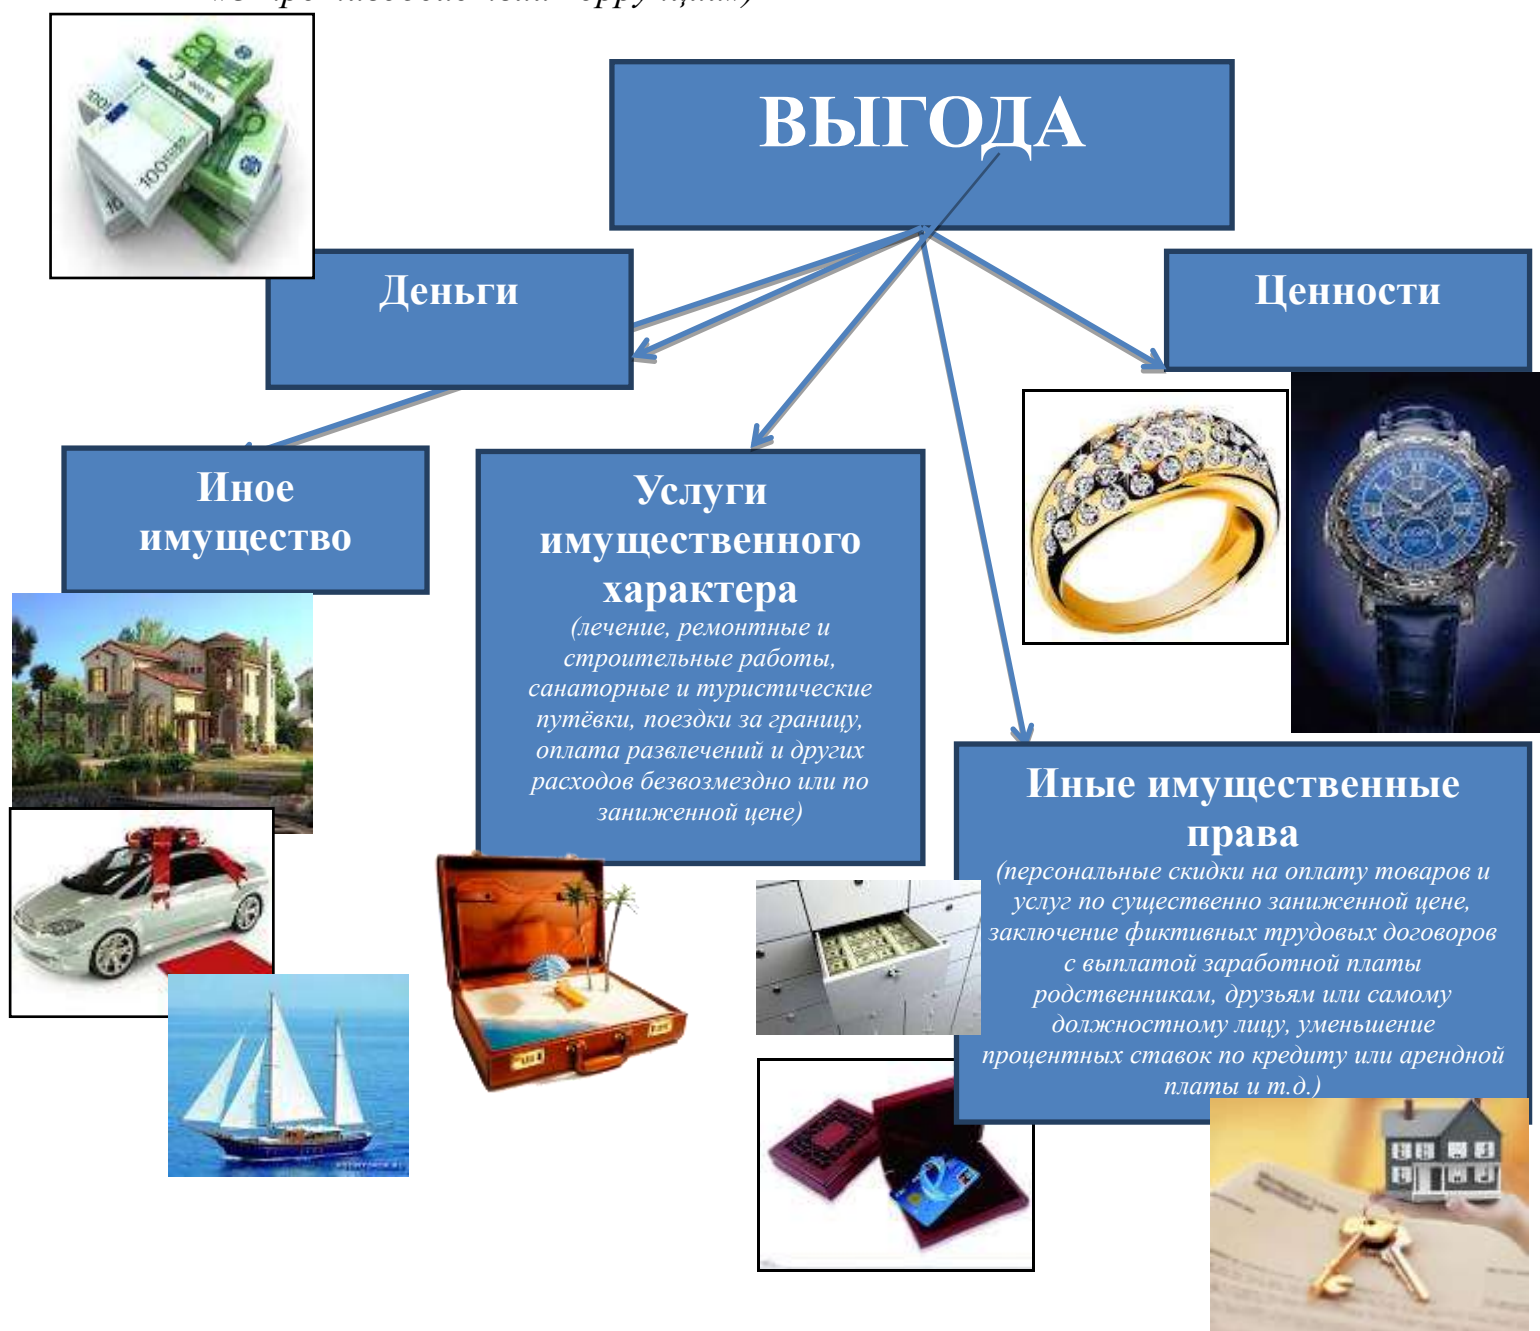 ВЫГОДА
Деньги
Ценности
Иное
имущество
Услуги
имущественного
характера
(лечение, ремонтные и
строительные работы,
санаторные и туристические
путёвки, поездки за границу,
оплата развлечений и других
расходов безвозмездно или по
заниженной цене)
Иные имущественные
права
(персональные скидки на оплату товаров и
услуг по существенно заниженной цене,
заключение фиктивных трудовых договоров
с выплатой заработной платы
родственникам, друзьям или самому
должностному лицу, уменьшение
процентных ставок по кредиту или арендной
платы и т.д.)